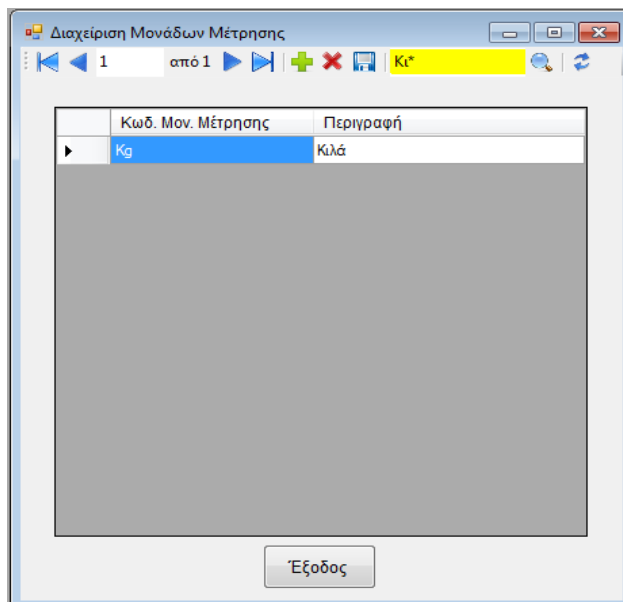 Διαχείριση Μονάδων Μέτρησης
1 από 1 Κι*
Κωδ. Μον. Μέτρησης Περιγραφή
Kg Κιλά
Έξοδος